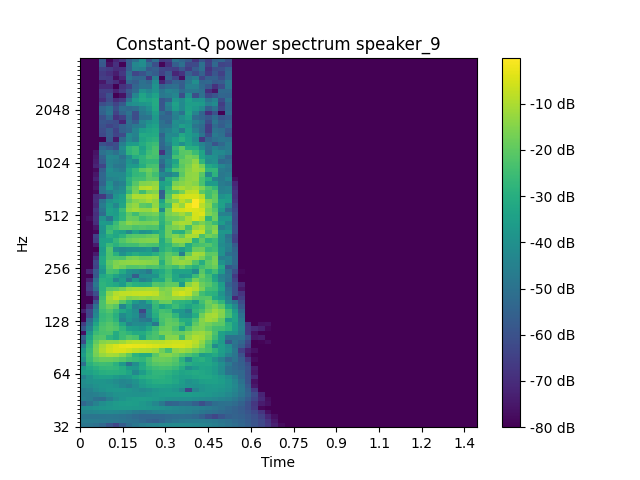 Constant-Q power spectrum speaker_9
Hz
2048
1024
512
256
128
64
32
0 0.15 0.3 0.45 0.6 0.75 0.9 1.1 1.2 1.4
Time
-10 dB
-20 dB
-30 dB
-40 dB
-50 dB
-60 dB
-70 dB
-80 dB